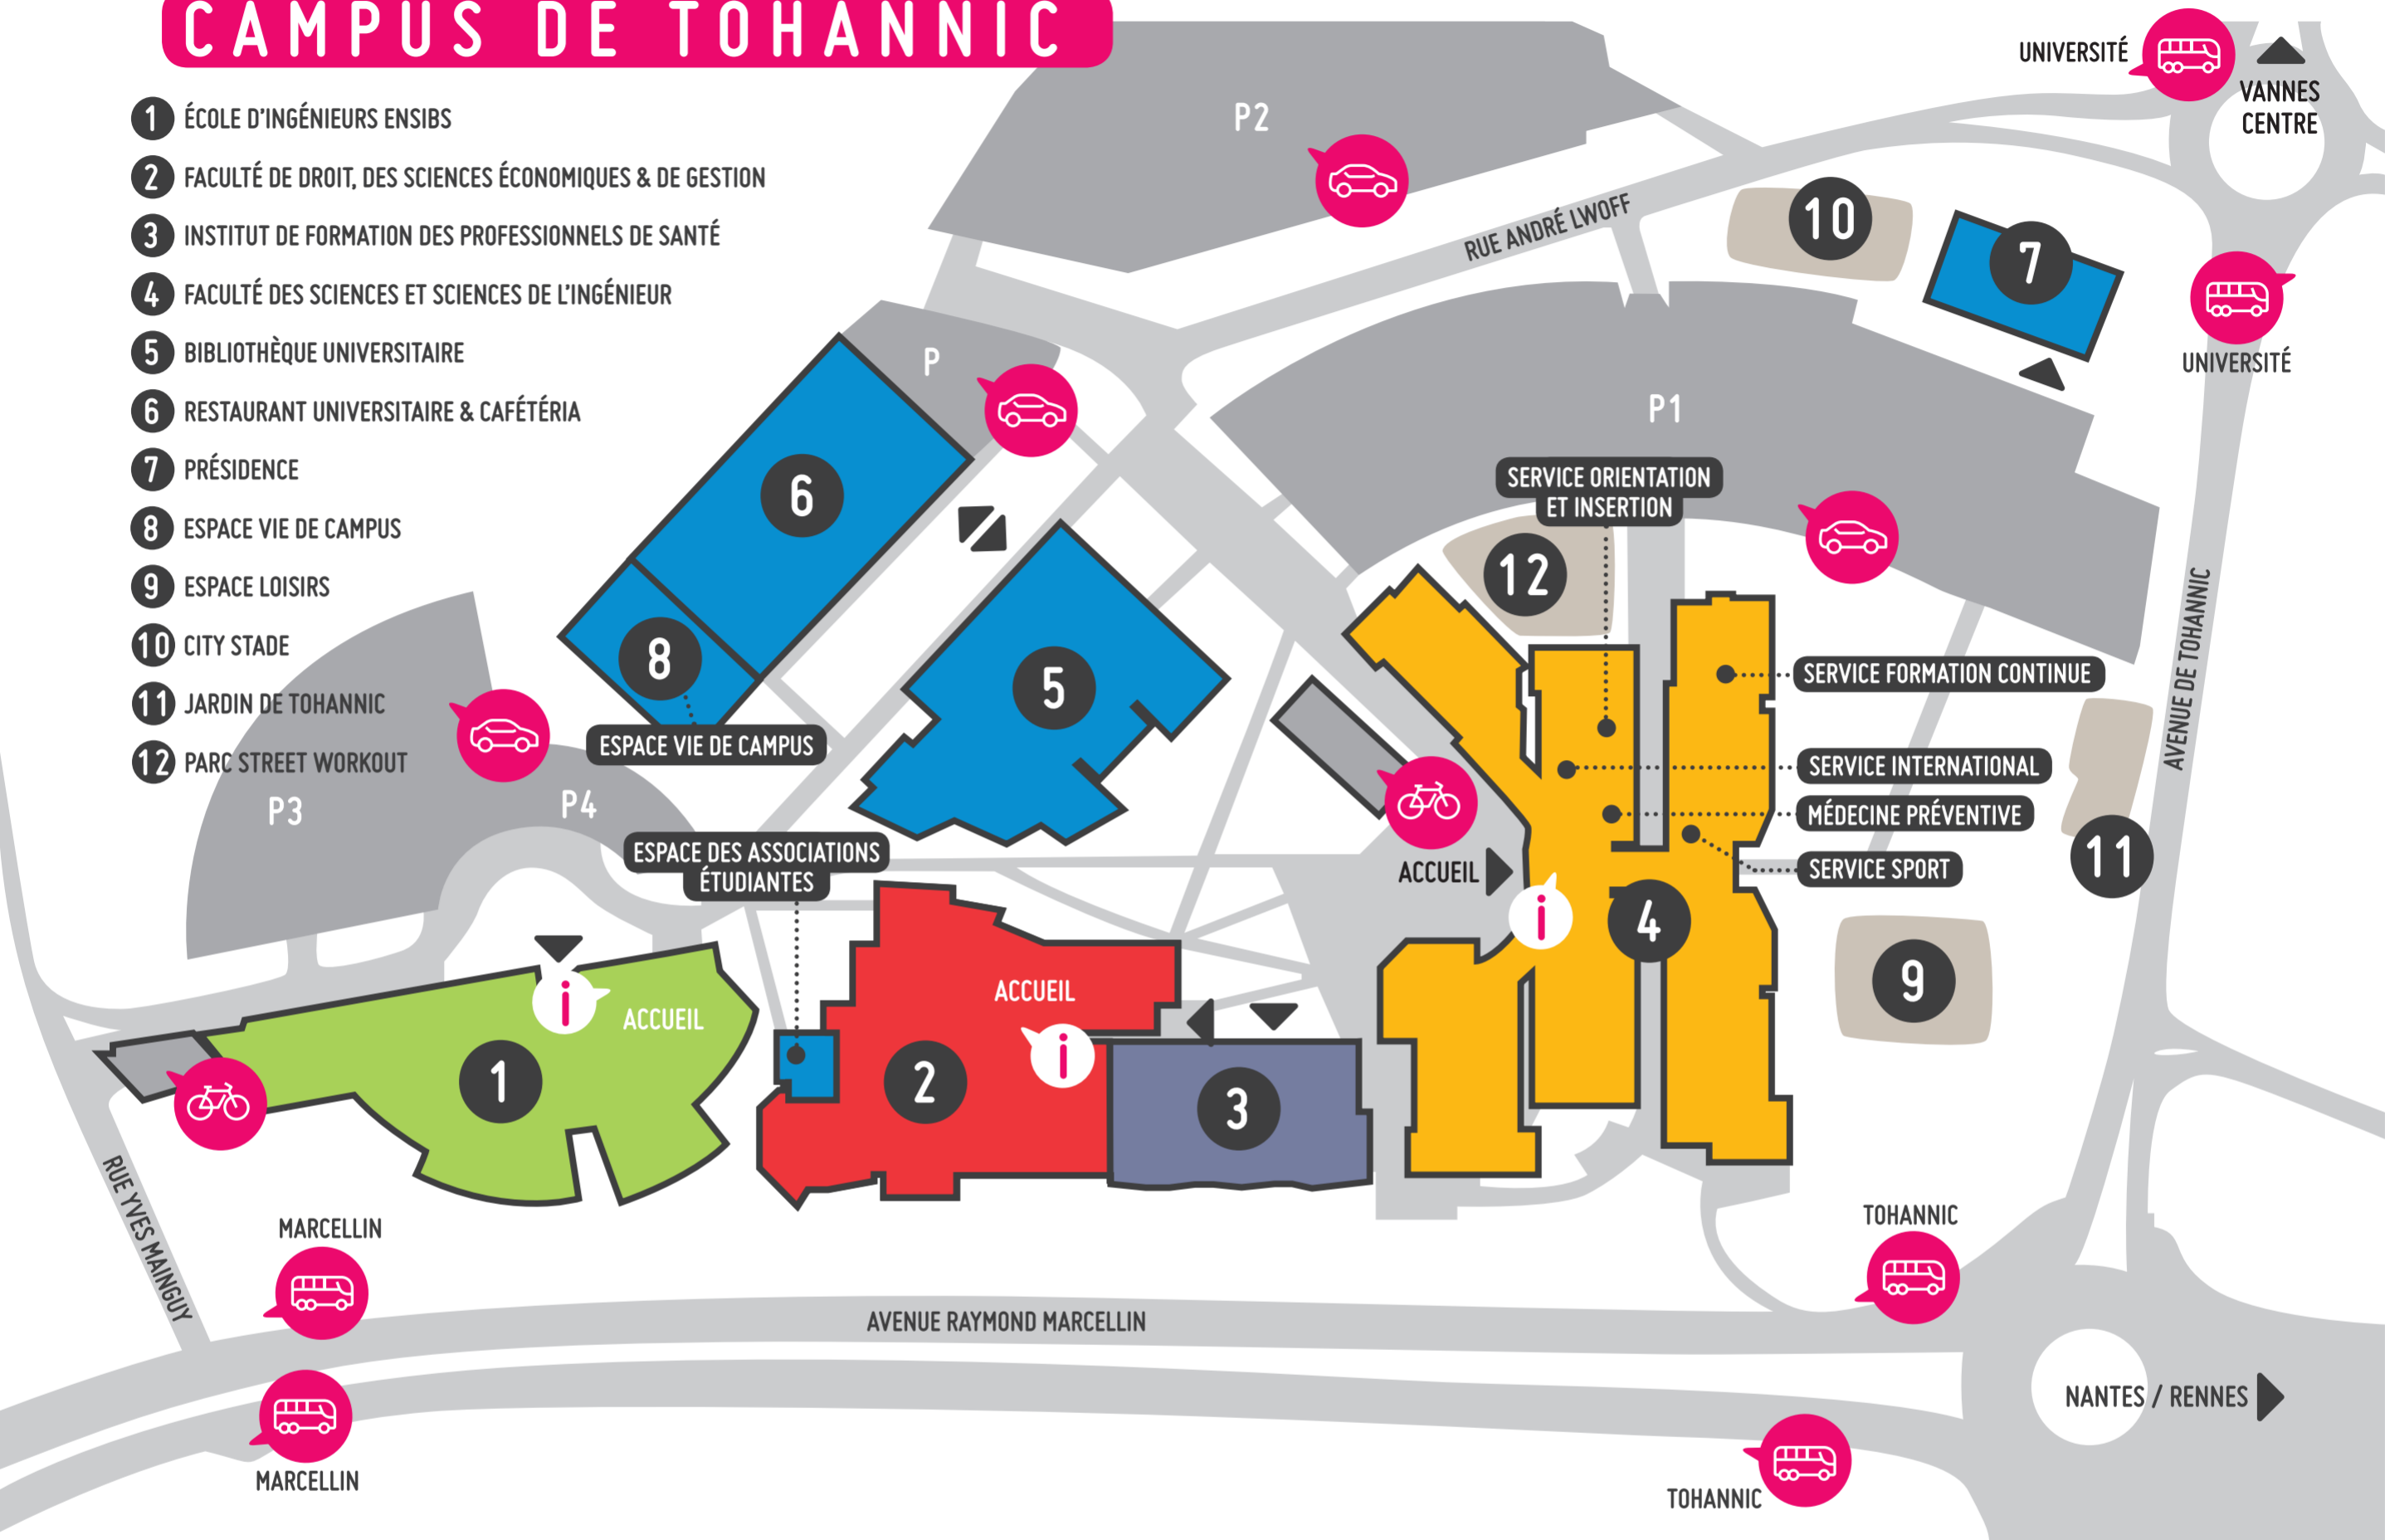 CAMPUS DE TOHANNIC
1 ÉCOLE D'INGÉNIEURS ENSIBS
2 FACULTÉ DE DROIT, DES SCIENCES ÉCONOMIQUES & DE GESTION
3 INSTITUT DE FORMATION DES PROFESSIONNELS DE SANTÉ
4 FACULTÉ DES SCIENCES ET SCIENCES DE L'INGÉNIEUR
5 BIBLIOTHÈQUE UNIVERSITAIRE
6 RESTAURANT UNIVERSITAIRE & CAFÉTÉRIA
7 PRÉSIDENCE
8 ESPACE VIE DE CAMPUS
9 ESPACE LOISIRS
10 CITY STADE
11 JARDIN DE TOHANNIC
12 PARC STREET WORKOUT
UNIVERSITÉ
VANNES
CENTRE
P2
RUE ANDRÉ LWOFF
10
7
UNIVERSITÉ
P
P1
6
SERVICE ORIENTATION
ET INSERTION
12
8
5
SERVICE FORMATION CONTINUE
AVENUE DE TOHANNIC
ESPACE VIE DE CAMPUS
SERVICE INTERNATIONAL
P3
P4
MÉDECINE PRÉVENTIVE
ESPACE DES ASSOCIATIONS
ÉTUDIANTES
ACCUEIL
SERVICE SPORT
11
i
4
9
ACCUEIL
i
ACCUEIL
i
1
2
3
RUE YVES MAINGUY
MARCELLIN
TOHANNIC
AVENUE RAYMOND MARCELLIN
NANTES / RENNES
MARCELLIN
TOHANNIC